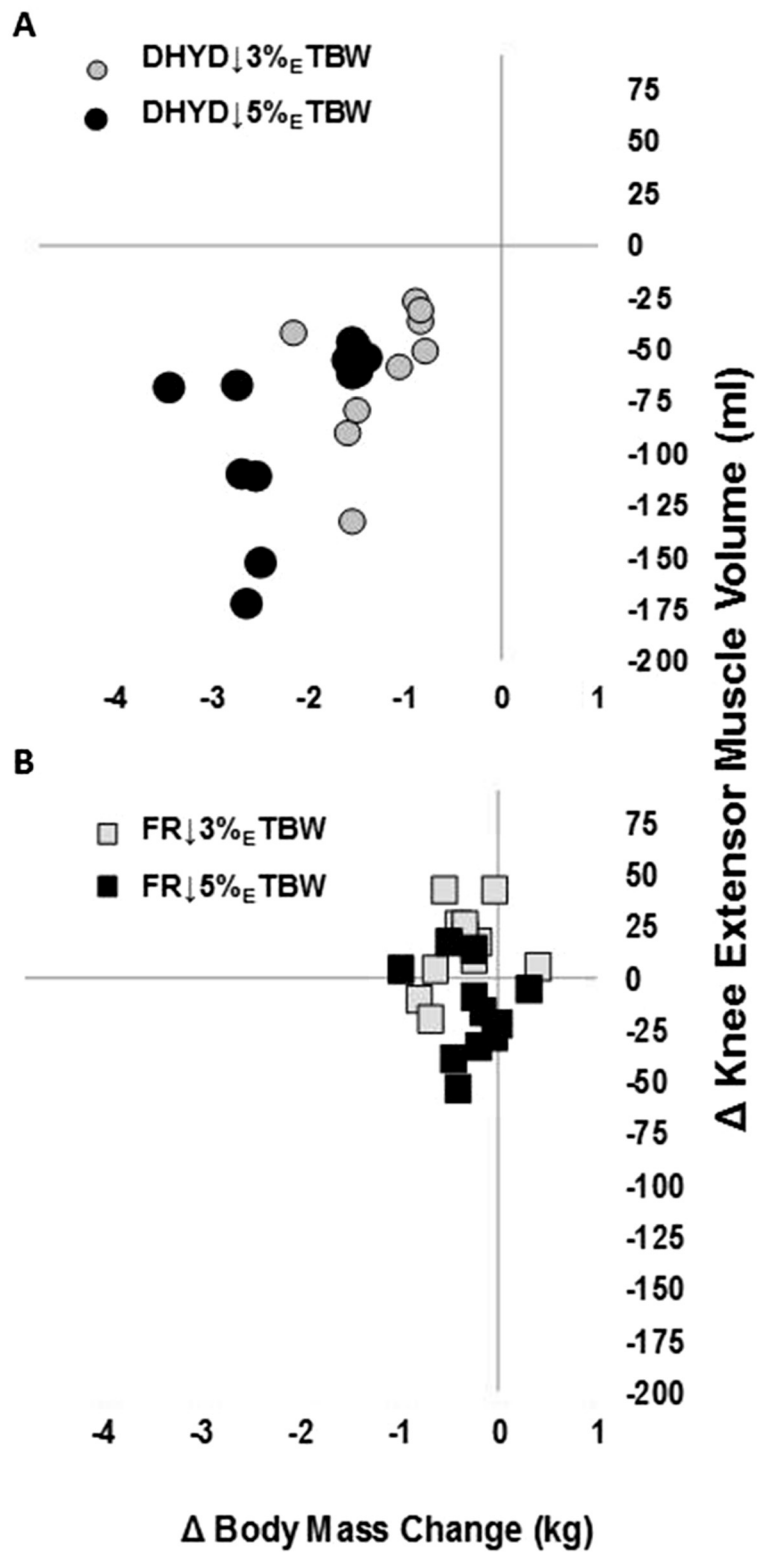 A
DHYD↓3%ETBW
DHYD↓5%ETBW
75
50
25
0
-25
-50
-75
-100
-125
-150
-175
-200
-4 -3 -2 -1 0 1
B
FR↓3%ETBW
FR↓5%ETBW
75
50
25
0
-25
-50
-75
-100
-125
-150
-175
-200
-4 -3 -2 -1 0 1
Δ Body Mass Change (kg)
Δ Knee Extensor Muscle Volume (ml)